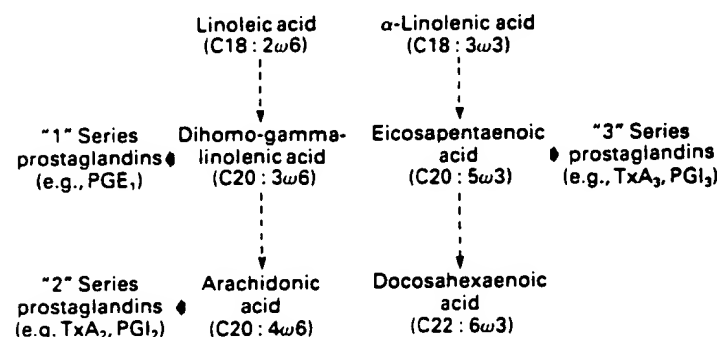 Linoleic acid
(C18 : 2ω6)
α-Linolenic acid
(C18 : 3ω3)
"1" Series
prostaglandins
(e.g., PGE₁)
Dihomo-gamma-
linolenic acid
(C20 : 3ω6)
Eicosapentaenoic
acid
(C20 : 5ω3)
"3" Series
prostaglandins
(e.g., TxA₃, PGI₃)
"2" Series
prostaglandins
(e.g. TxA₂, PGI₂)
Arachidonic
acid
(C20 : 4ω6)
Docosahexaenoic
acid
(C22 : 6ω3)